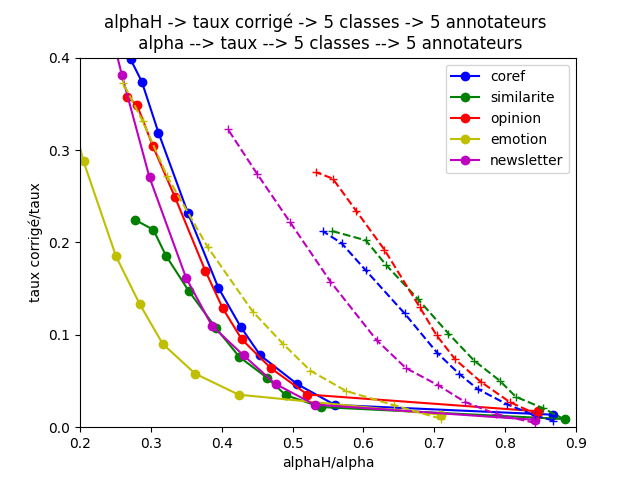 alphaH -> taux corrigé -> 5 classes -> 5 annotateurs
alpha --> taux --> 5 classes --> 5 annotateurs
0.4
0.3
0.2
0.1
0.0
taux corrigé/taux
coref
similarite
opinion
emotion
newsletter
0.2 0.3 0.4 0.5 0.6 0.7 0.8 0.9
alphaH/alpha